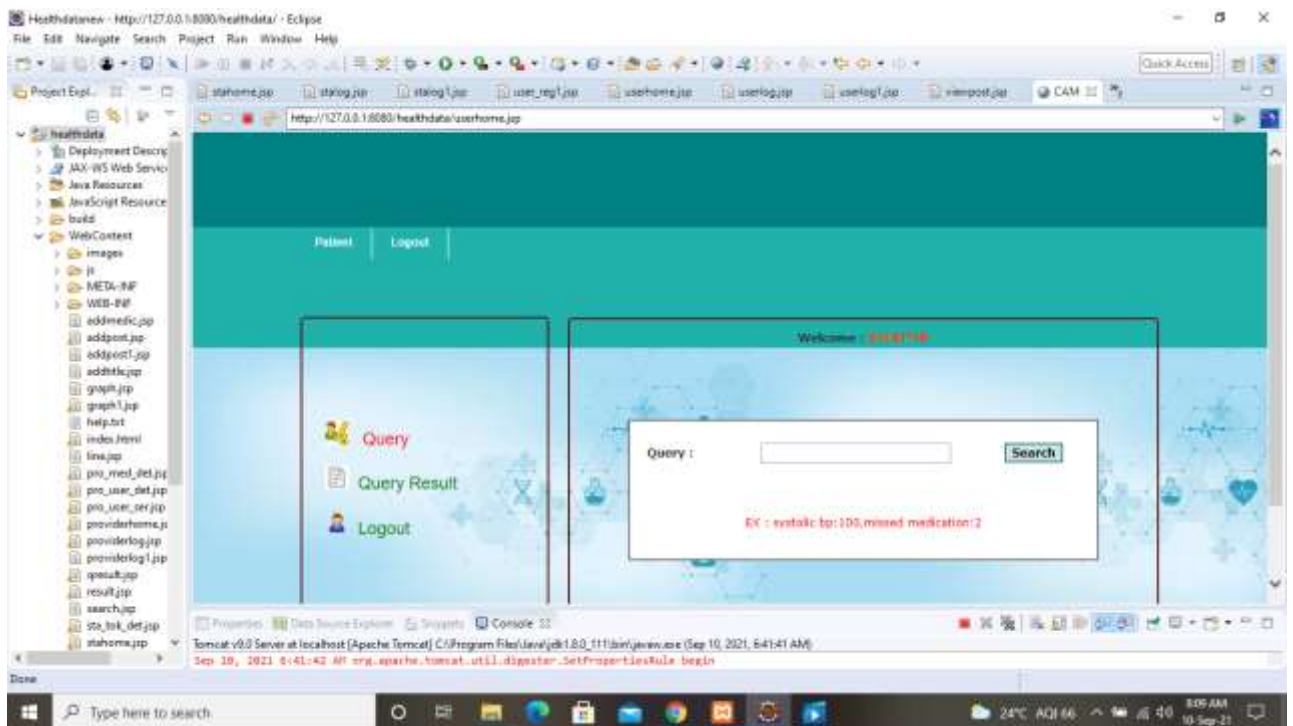 Healthdatanew - http://127.0.0.1:8080/healthdata/ - Eclipse
File Edit Navigate Search Project Run Window Help
Quick Access
Project Expl.
stahome.jsp
stalog.jsp
stalog1.jsp
user_reg1.jsp
userhome.jsp
userlog.jsp
userlog1.jsp
viewpost.jsp
CAM
http://127.0.0.1:8080/healthdata/userhome.jsp
healthdata
Deployment Descrip
JAX-WS Web Service
Java Resources
JavaScript Resource
build
WebContent
images
js
META-INF
WEB-INF
addmedic.jsp
addpost.jsp
addpost1.jsp
addtitle.jsp
graph.jsp
graph1.jsp
help.txt
index.html
line.jsp
pro_med_det.jsp
pro_user_det.jsp
pro_user_ser.jsp
providerhome.js
providerlog.jsp
providerlog1.jsp
qresult.jsp
result.jsp
search.jsp
sta_tok_det.jsp
stahome.jsp
Patient
Logout
Welcome :
Query
Query Result
Logout
Query :
Search
EX : systolic bp:100,missed medication:2
Properties
Data Source Explorer
Snippets
Console
Tomcat v9.0 Server at localhost [Apache Tomcat] C:\Program Files\Java\jdk1.8.0_111\bin\javaw.exe (Sep 10, 2021, 6:41:41 AM)
Sep 10, 2021 6:41:42 AM org.apache.tomcat.util.digester.SetPropertiesRule begin
Done
Type here to search
24°C AQI 66
8:05 AM
10-Sep-21